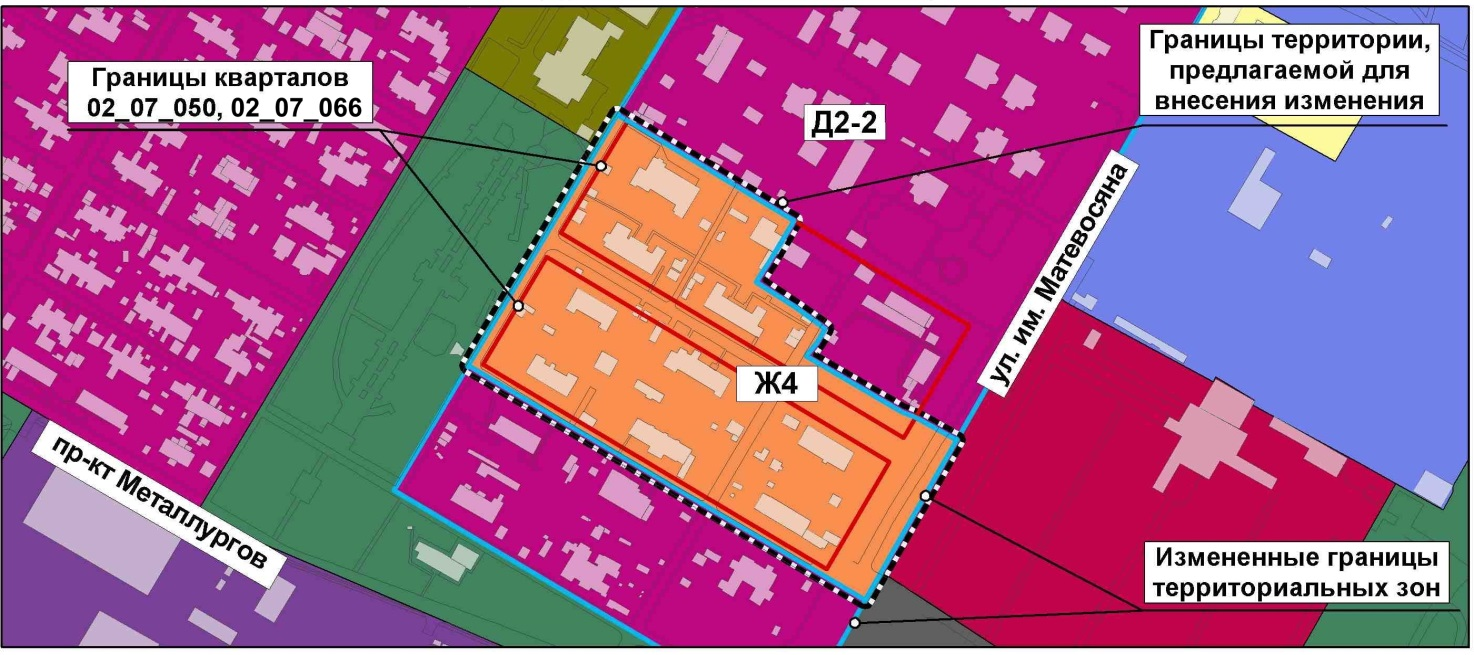 Границы кварталов
02_07_050, 02_07_066
Границы территории,
предлагаемой для
внесения изменения
Д2-2
ул. им. Матевосяна
Ж4
пр-кт Металлургов
Измененные границы
территориальных зон